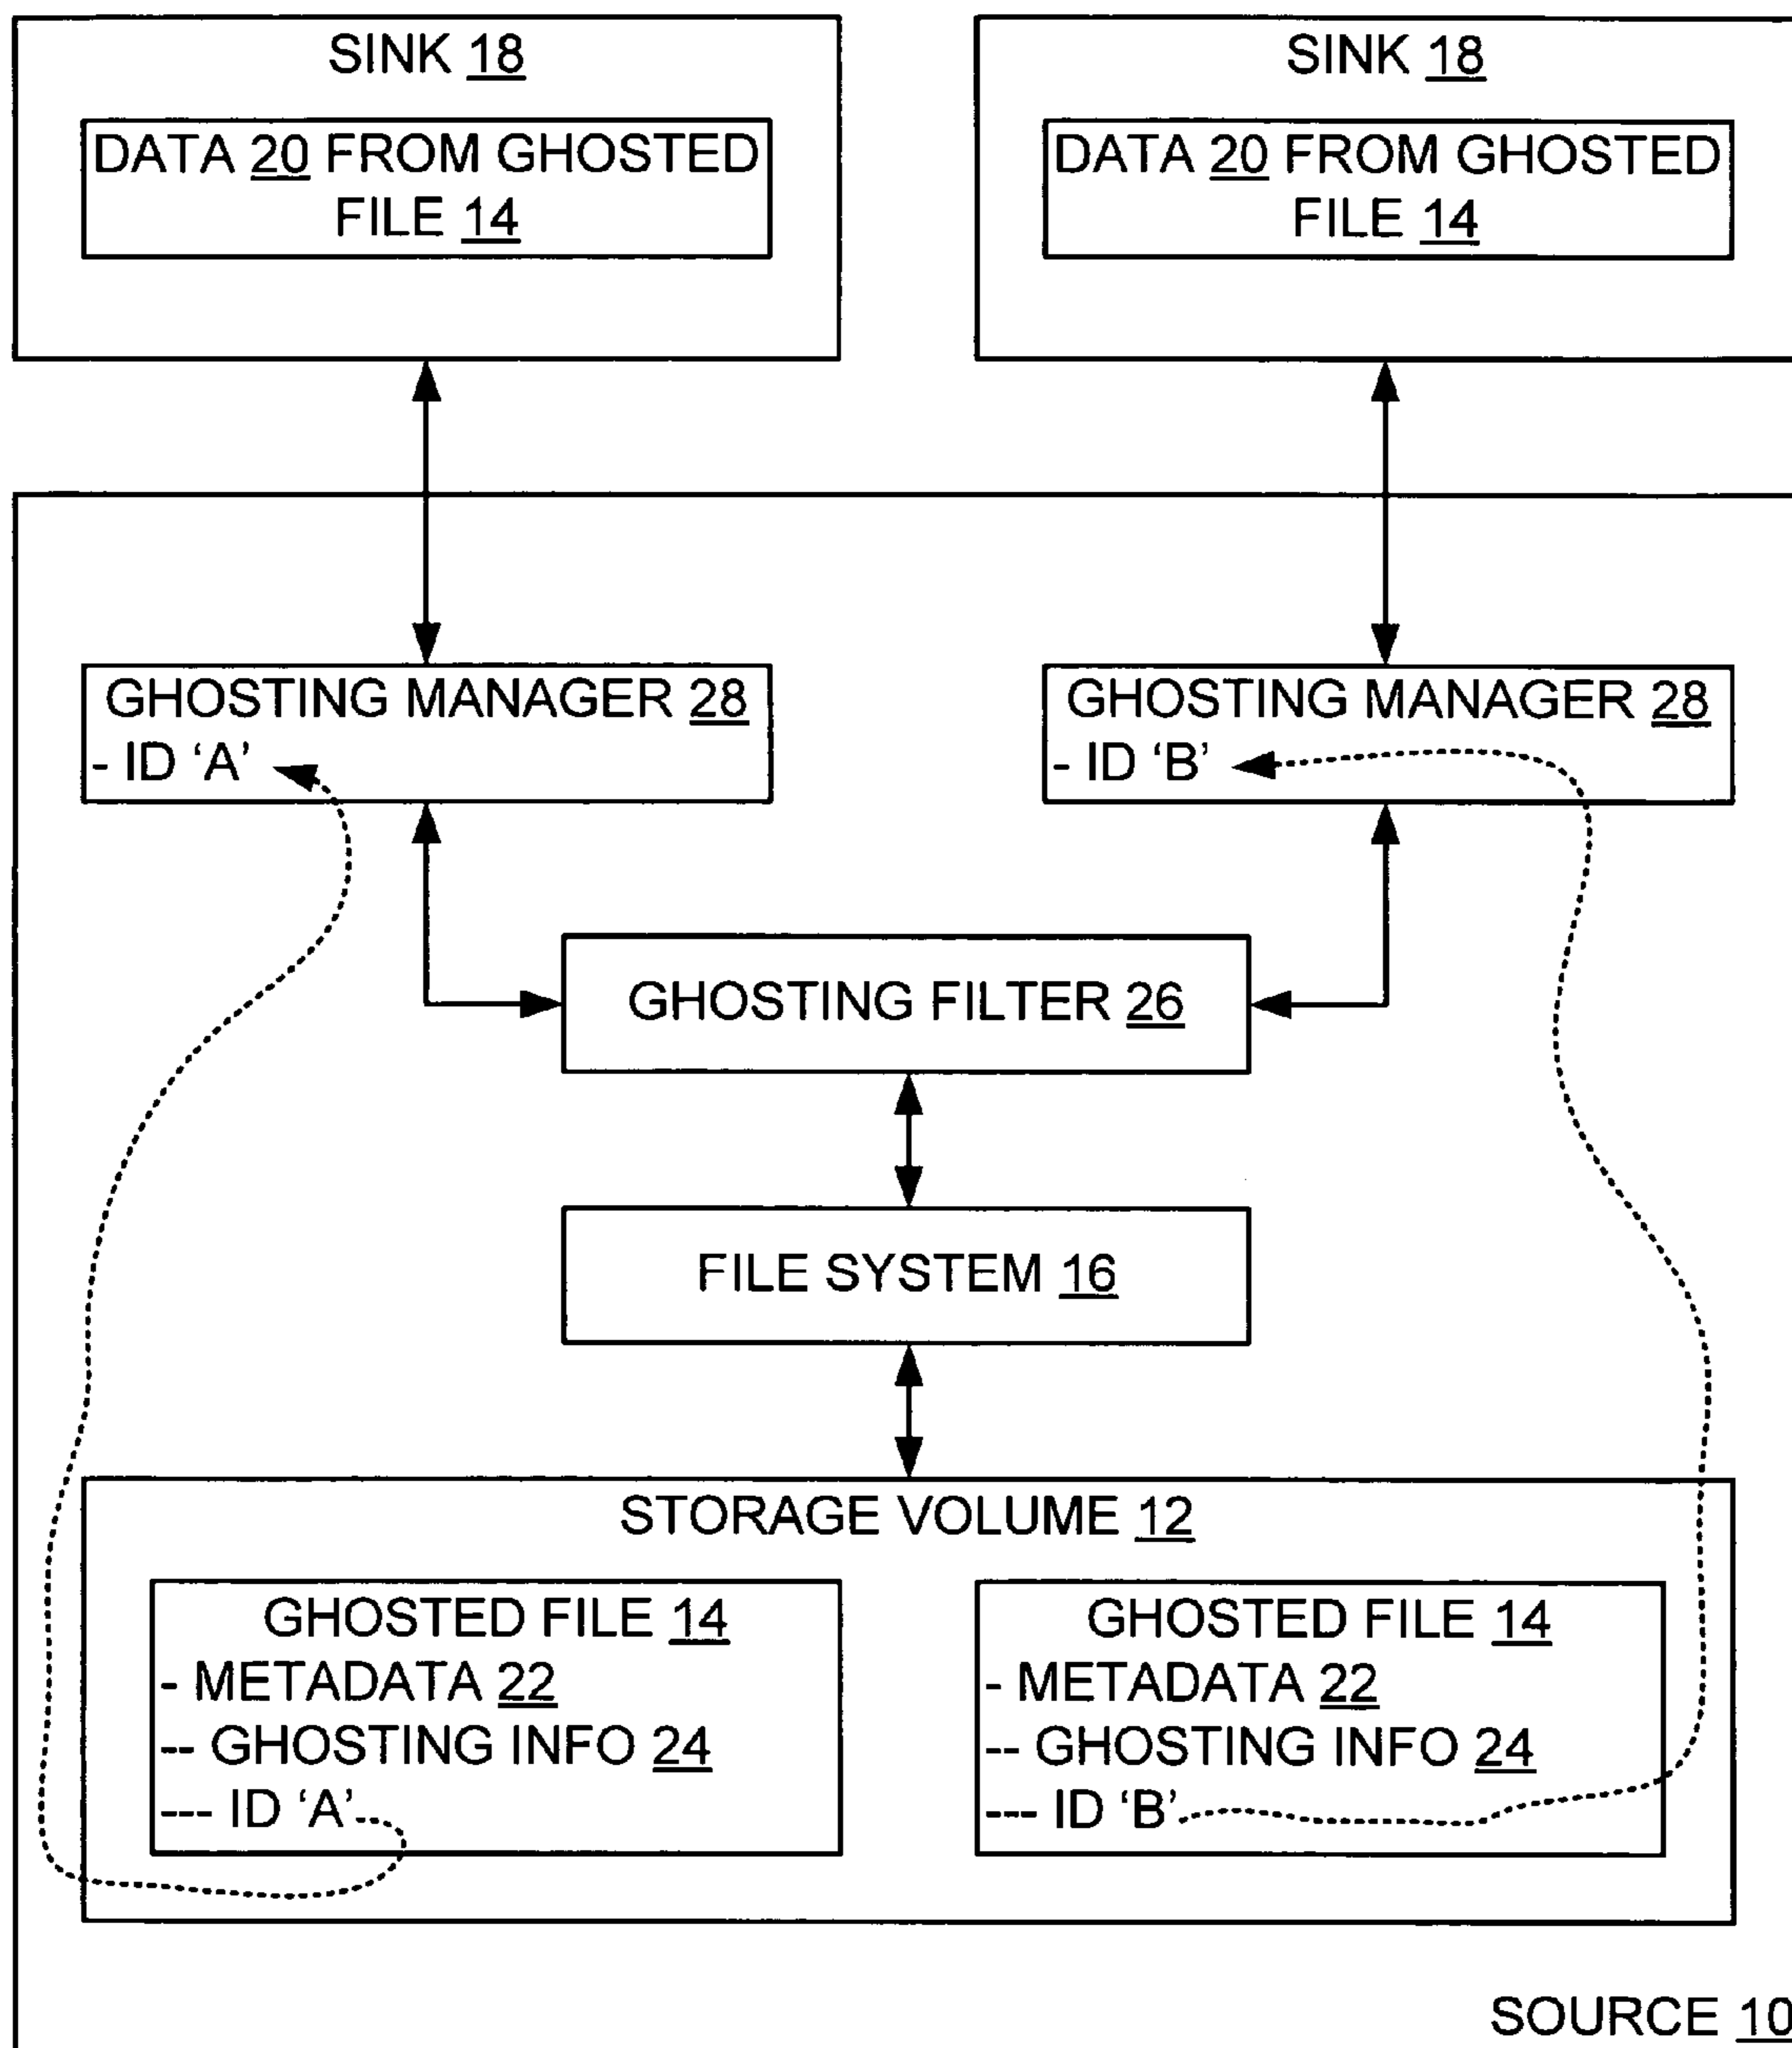 SINK 18
DATA 20 FROM GHOSTED
FILE 14
SINK 18
DATA 20 FROM GHOSTED
FILE 14
GHOSTING MANAGER 28
- ID ‘A’
GHOSTING MANAGER 28
- ID ‘B’
GHOSTING FILTER 26
FILE SYSTEM 16
STORAGE VOLUME 12
GHOSTED FILE 14
- METADATA 22
-- GHOSTING INFO 24
--- ID ‘A’
GHOSTED FILE 14
- METADATA 22
-- GHOSTING INFO 24
--- ID ‘B’
SOURCE 10